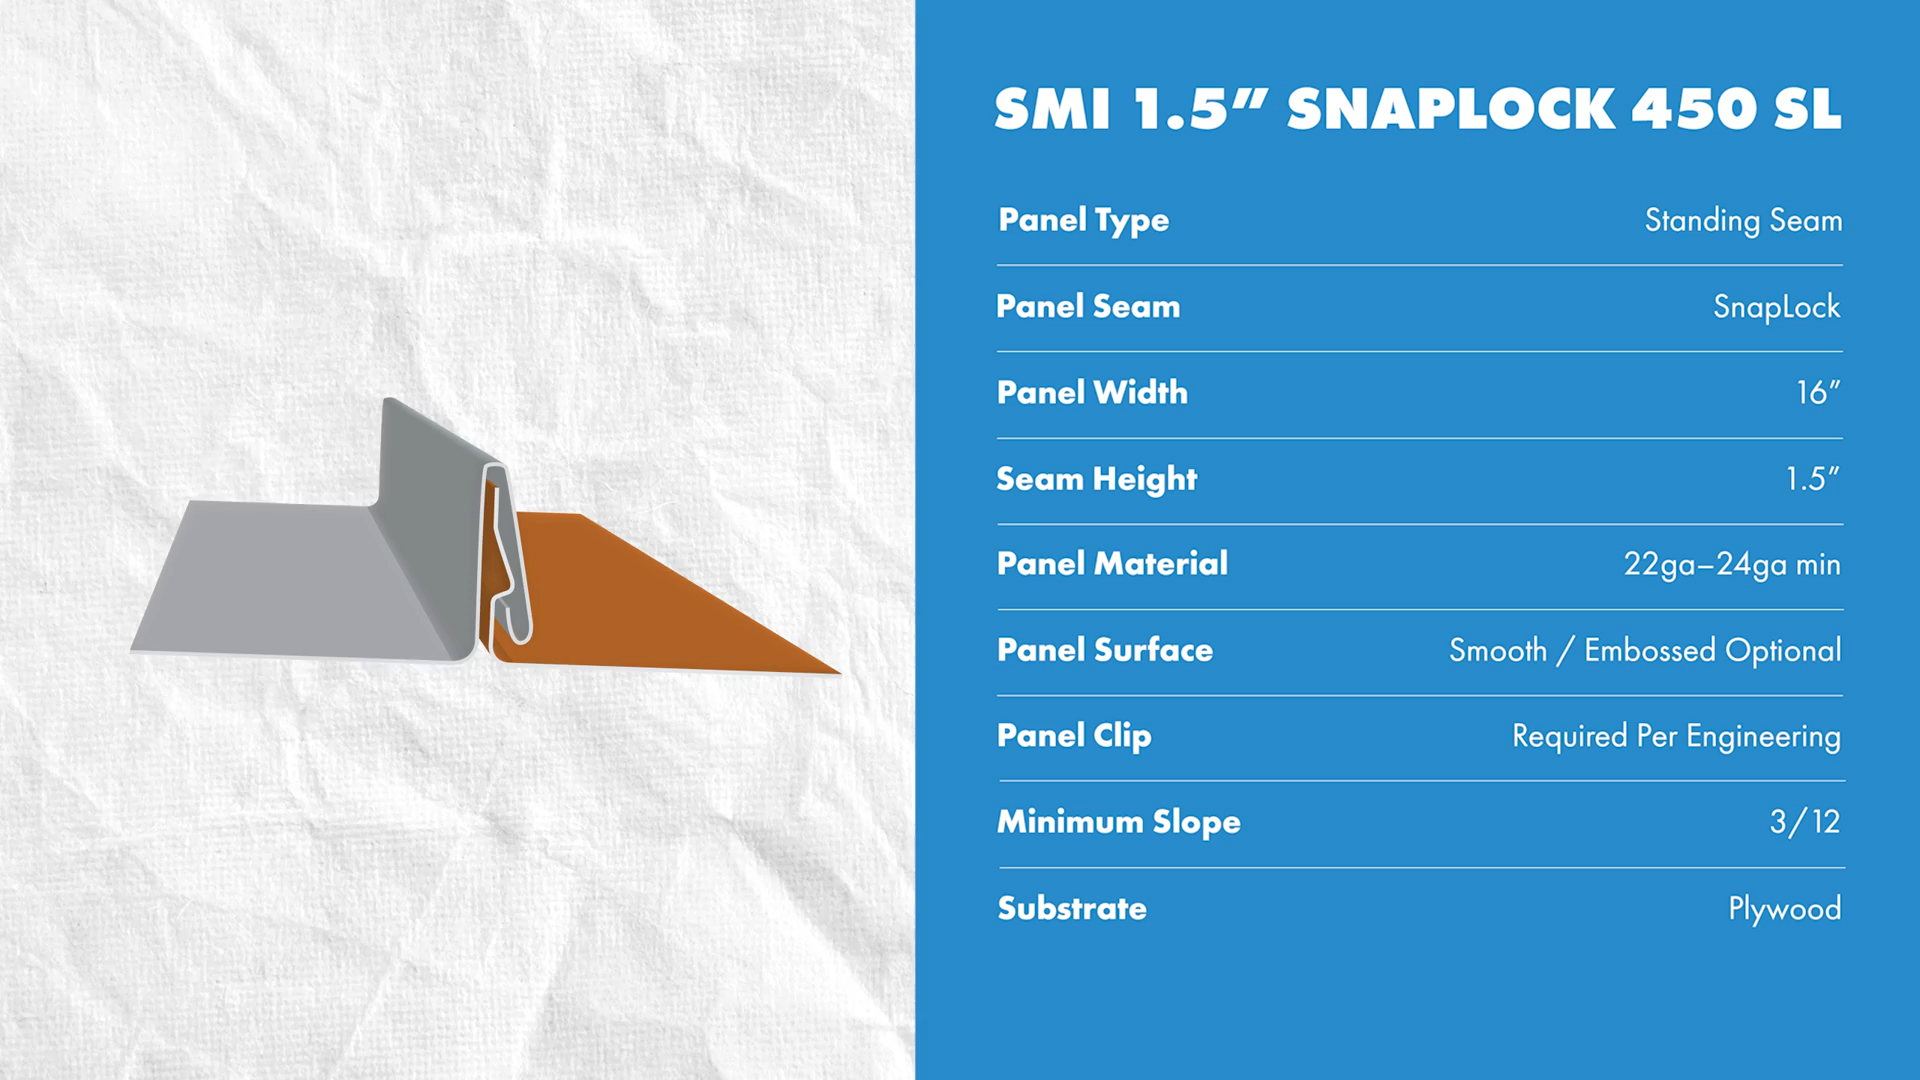 SMI 1.5” SNAPLOCK 450 SL
Panel Type Standing Seam
Panel Seam SnapLock
Panel Width 16”
Seam Height 1.5”
Panel Material 22ga–24ga min
Panel Surface Smooth / Embossed Optional
Panel Clip Required Per Engineering
Minimum Slope 3/12
Substrate Plywood